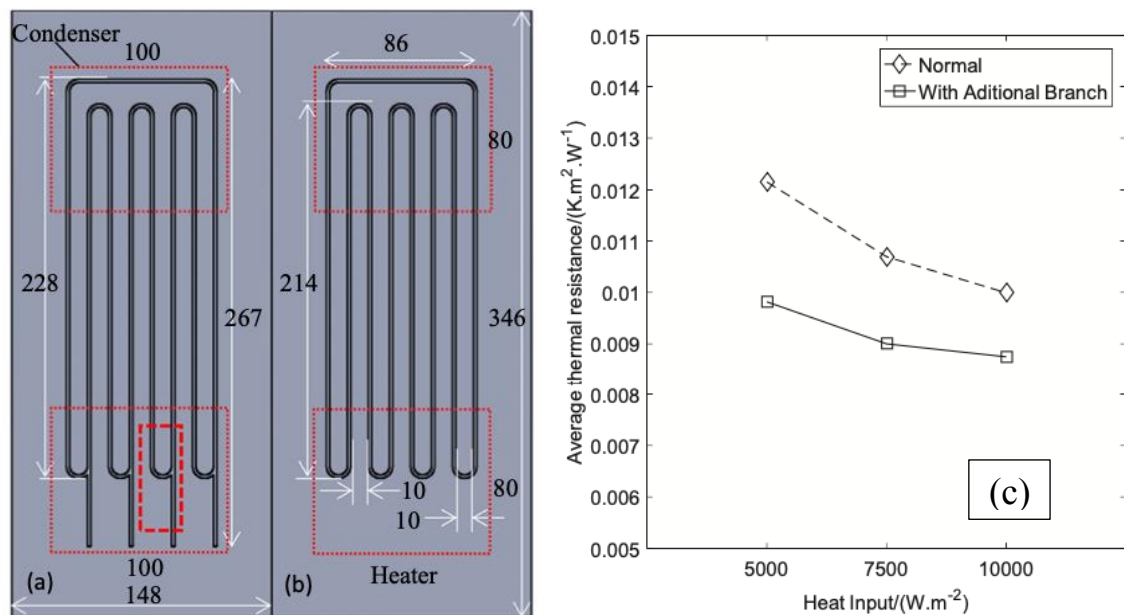 Condenser
100
228
267
100
148
(a)
86
80
214
346
10
10
80
Heater
(b)
0.015
0.014
0.013
0.012
0.011
0.01
0.009
0.008
0.007
0.006
0.005
Average thermal resistance/(K.m².W⁻¹)
Normal
With Aditional Branch
(c)
5000 7500 10000
Heat Input/(W.m⁻²)